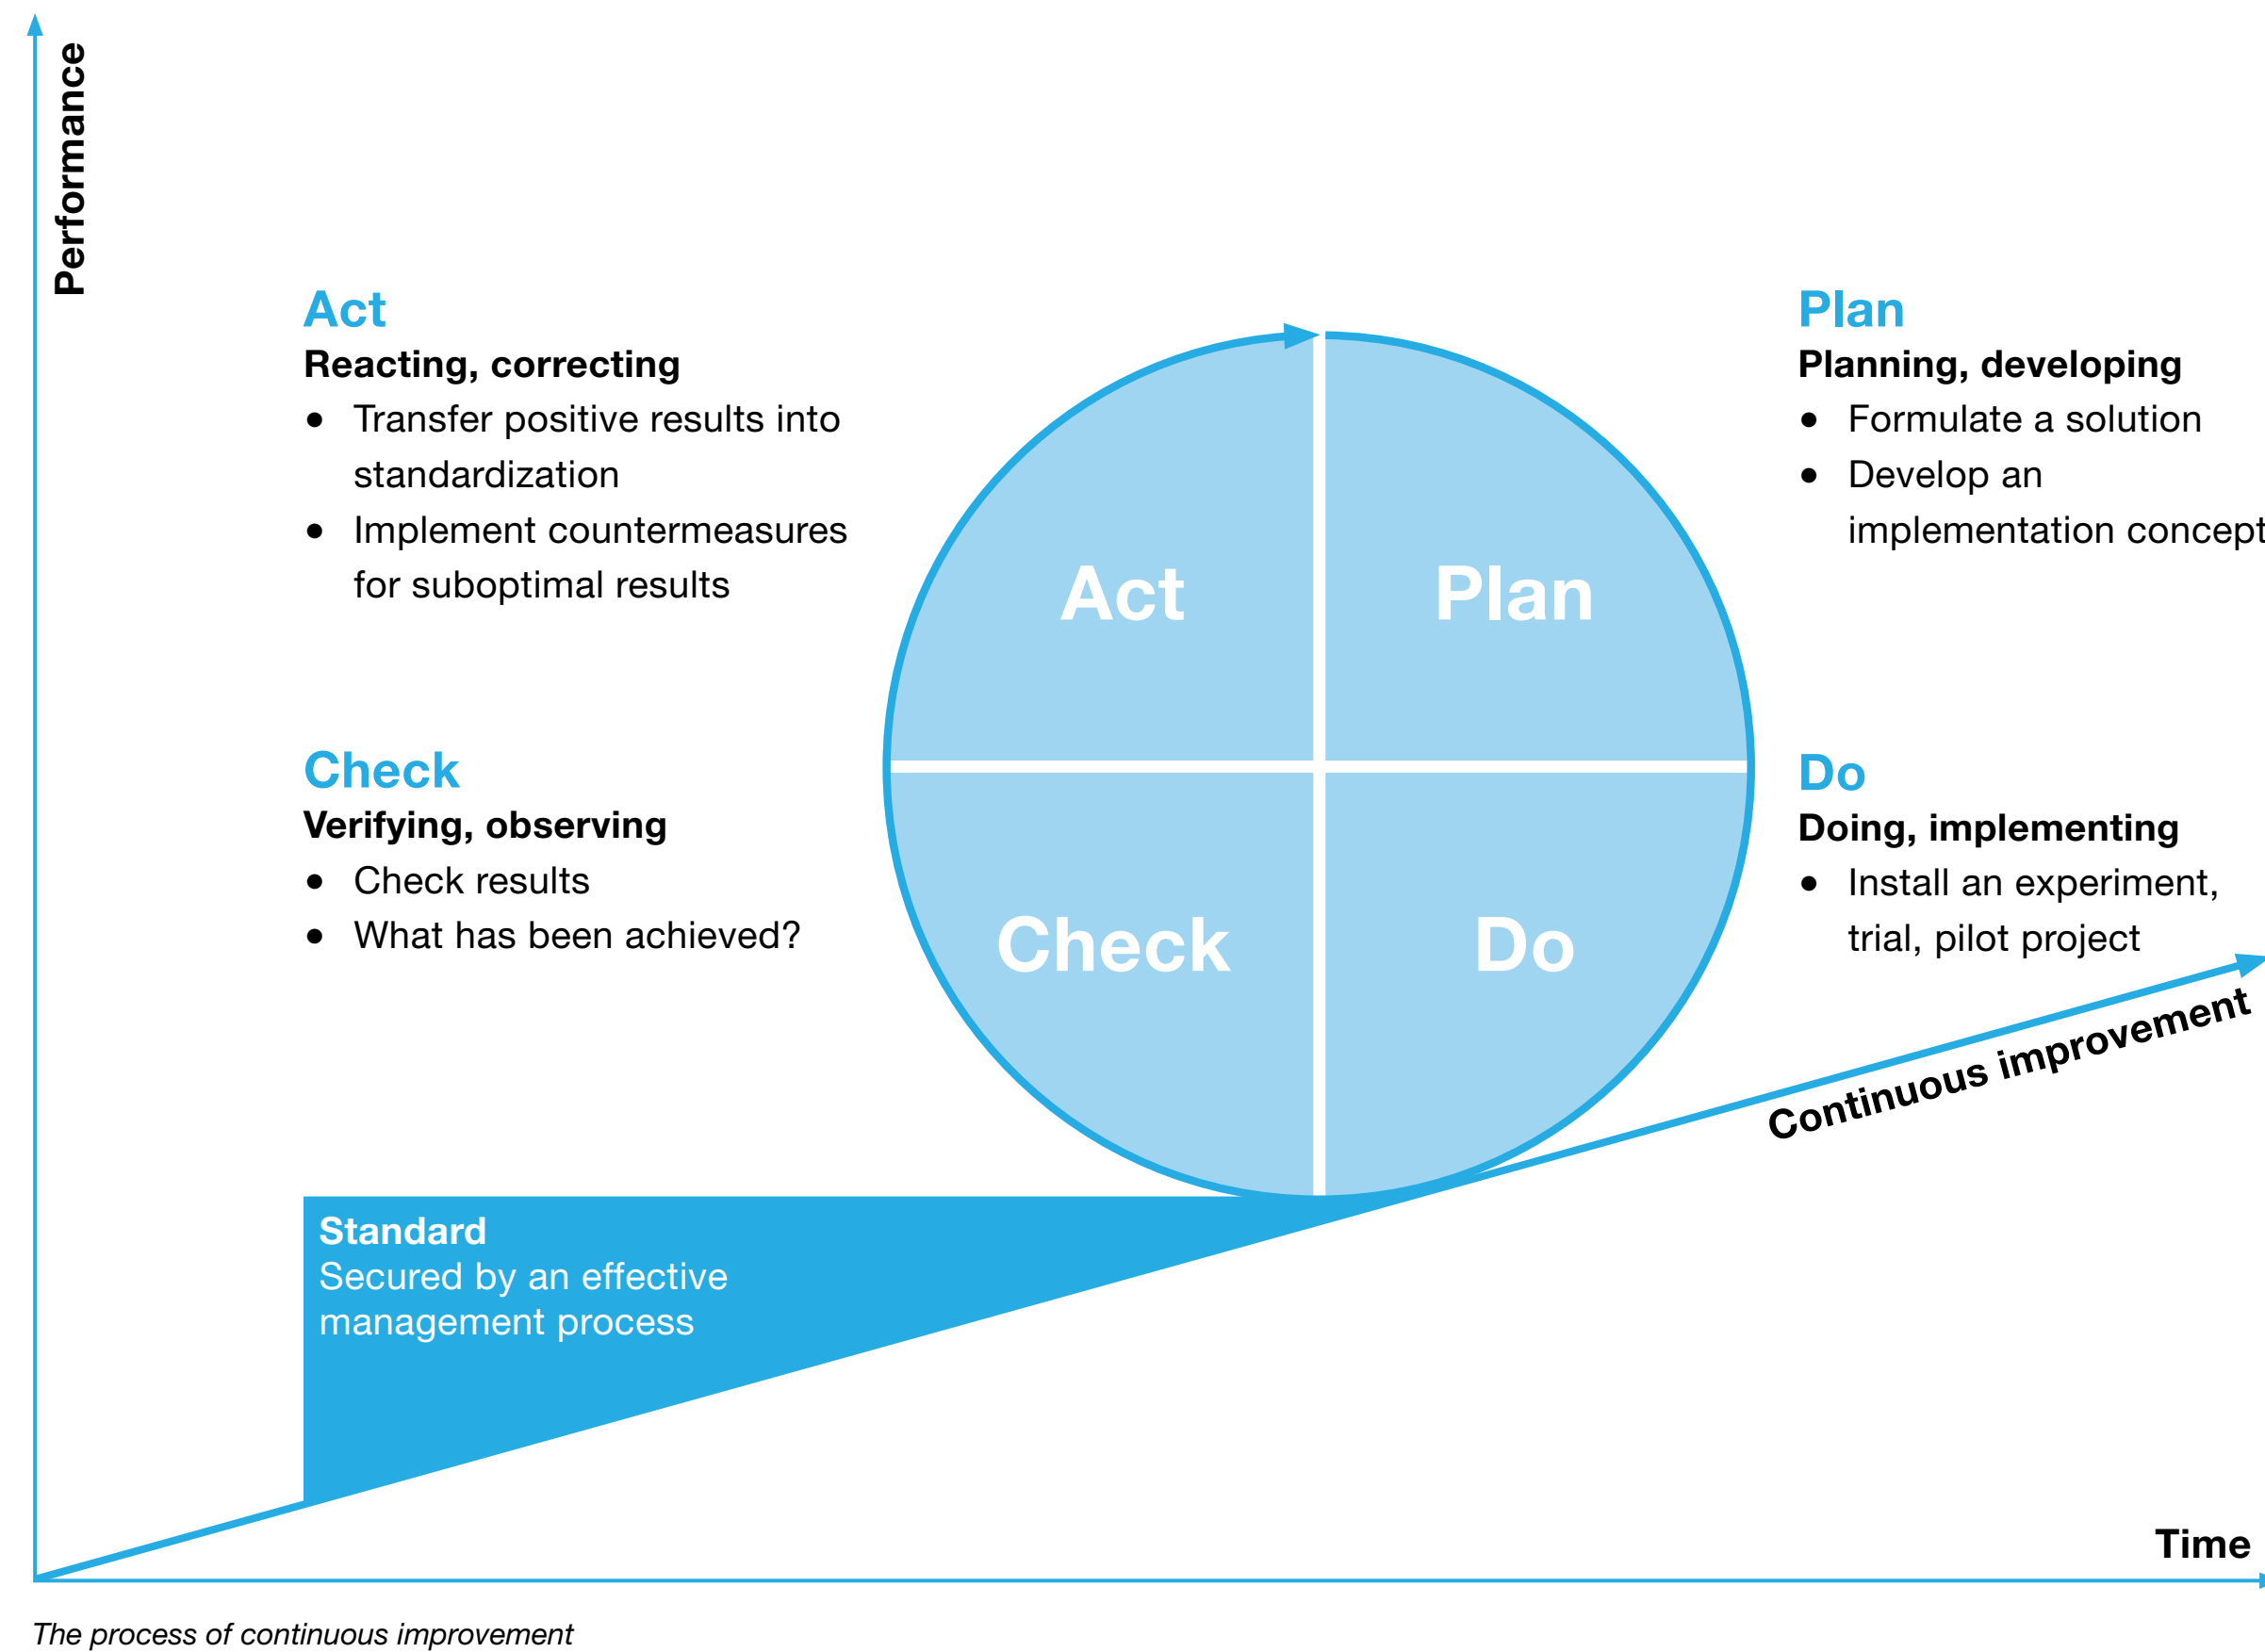 Performance
Act
Reacting, correcting
● Transfer positive results into
standardization
● Implement countermeasures
for suboptimal results
Plan
Planning, developing
● Formulate a solution
● Develop an
implementation concept
Act
Plan
Check
Do
Check
Verifying, observing
● Check results
● What has been achieved?
Do
Doing, implementing
● Install an experiment,
trial, pilot project
Continuous improvement
Standard
Secured by an effective
management process
Time
The process of continuous improvement